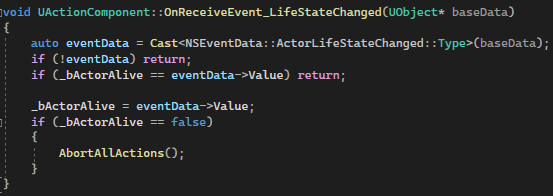 void UActionComponent::OnReceiveEvent_LifeStateChanged(UObject* baseData)
{
    auto eventData = Cast<NSEventData::ActorLifeStateChanged::Type>(baseData);
    if (!eventData) return;
    if (_bActorAlive == eventData->Value) return;

    _bActorAlive = eventData->Value;
    if (_bActorAlive == false)
    {
        AbortAllActions();
    }
}